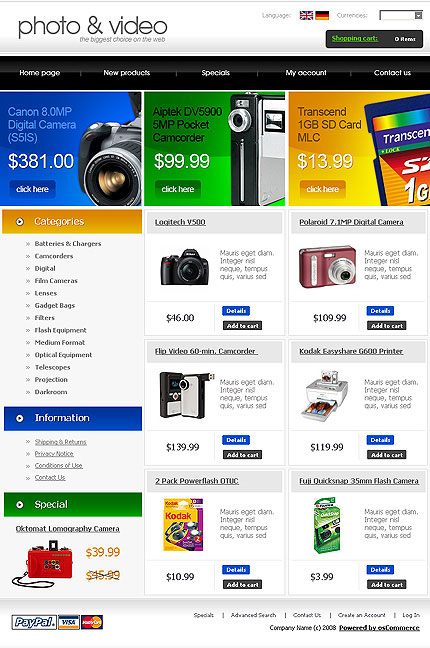 photo & video
the biggest choice on the web
Language:
Currencies:
Shopping cart: 0 items
Home page | New products | Specials | My account | Contact us
Canon 8.0MP
Digital Camera
(S5IS)
$381.00
click here
Aiptek DV5900
5MP Pocket
Camcorder
$99.99
click here
Transcend
1GB SD Card
MLC
$13.99
click here
Transcend
LOCK
1G
Categories
Batteries & Chargers
Camcorders
Digital
Film Cameras
Lenses
Gadget Bags
Filters
Flash Equipment
Medium Format
Optical Equipment
Telescopes
Projection
Darkroom
Information
Shipping & Returns
Privacy Notice
Conditions of Use
Contact Us
Special
Oktomat Lomography Camera
$39.99
$45.99
Logitech V500
Mauris eget diam.
Integer nisl
neque, tempus
quis, varius sed
$46.00
Details
Add to cart
Polaroid 7.1MP Digital Camera
Mauris eget diam.
Integer nisl
neque, tempus
quis, varius sed
$109.99
Details
Add to cart
Flip Video 60-min. Camcorder
Mauris eget diam.
Integer nisl
neque, tempus
quis, varius sed
$139.99
Details
Add to cart
Kodak Easyshare G600 Printer
Mauris eget diam.
Integer nisl
neque, tempus
quis, varius sed
$119.99
Details
Add to cart
2 Pack Powerflash OTUC
Kodak
Mauris eget diam.
Integer nisl
neque, tempus
quis, varius sed
$10.99
Details
Add to cart
Fuji Quicksnap 35mm Flash Camera
Mauris eget diam.
Integer nisl
neque, tempus
quis, varius sed
$3.99
Details
Add to cart
PayPal VISA MasterCard
Specials | Advanced Search | Contact Us | Create an Account | Log In
Company Name (c) 2008 Powered by osCommerce